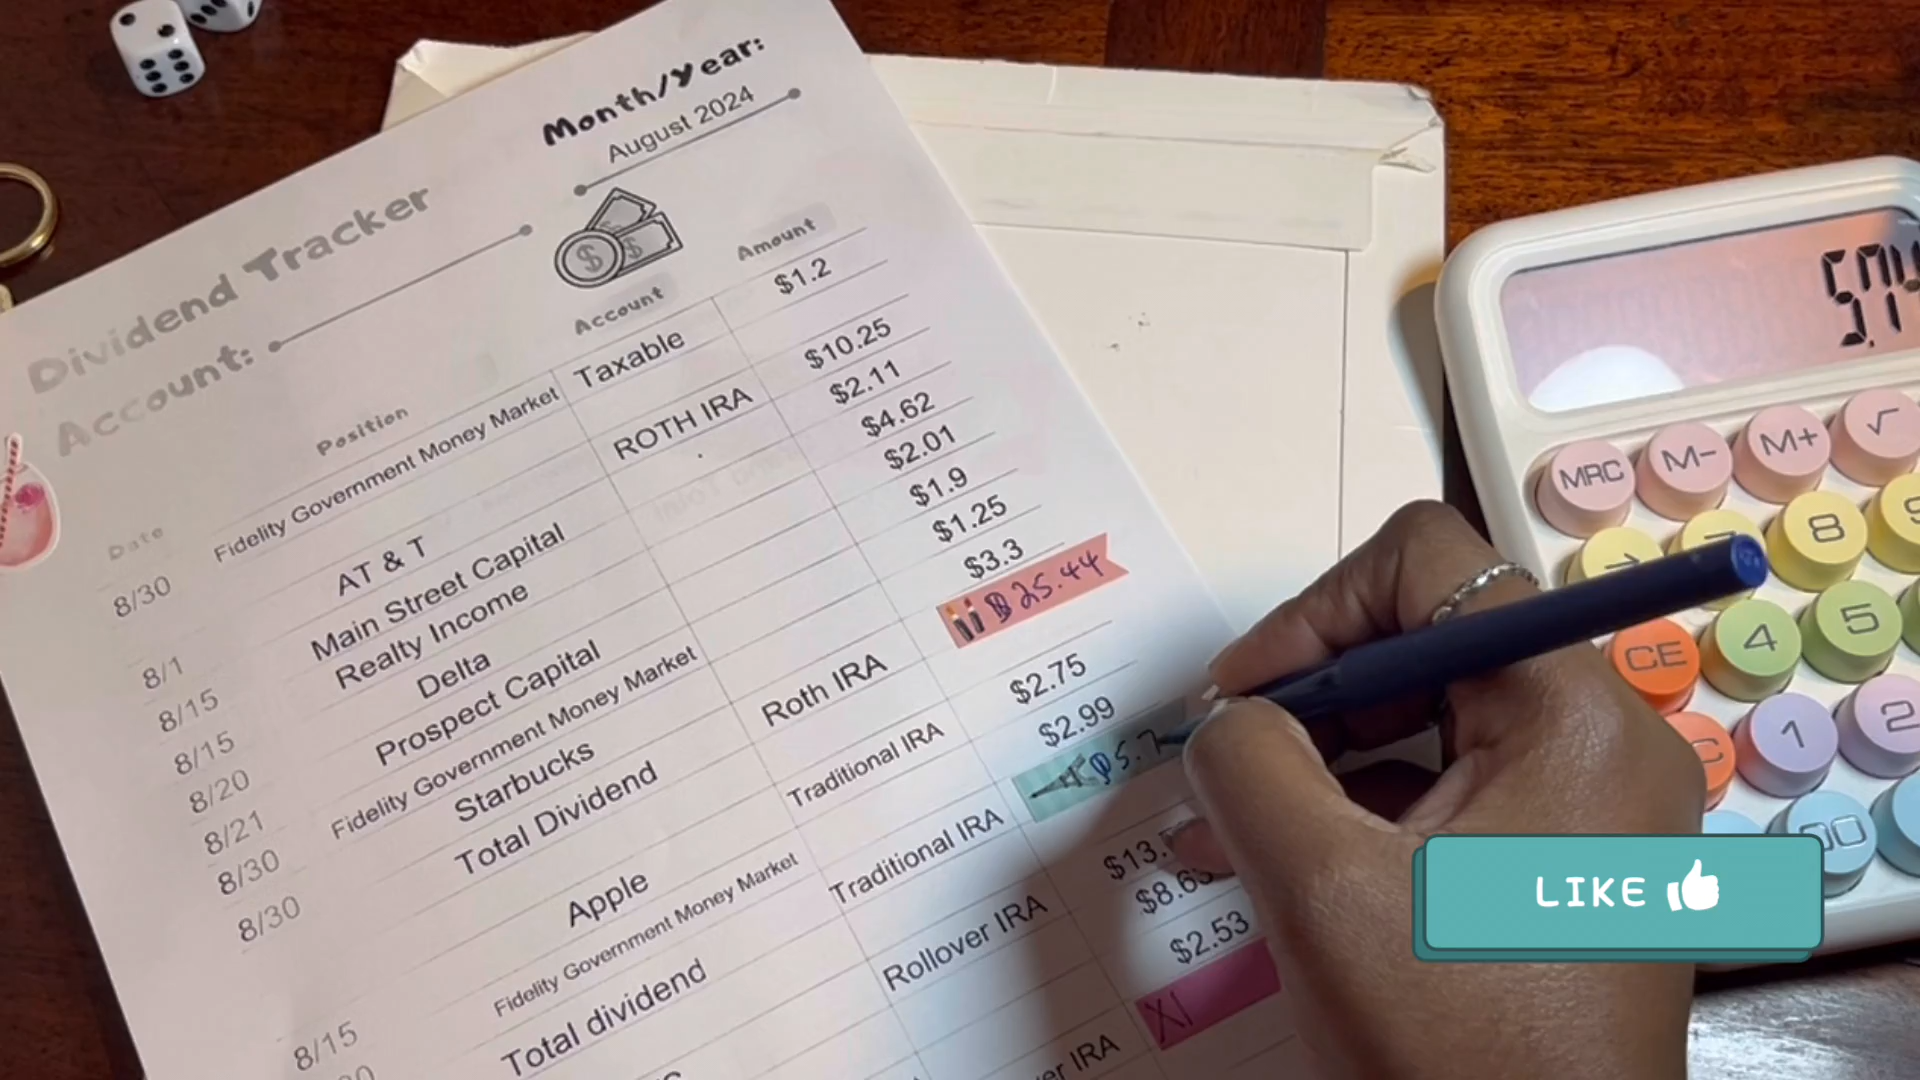 Month/Year:
August 2024
Dividend Tracker
Account:
Date Position Account Amount
8/30 Fidelity Government Money Market Taxable $1.2
8/1 AT & T ROTH IRA $10.25
8/15 Main Street Capital $2.11
8/15 Realty Income $4.62
8/20 Delta $2.01
8/21 Prospect Capital $1.9
8/30 Fidelity Government Money Market $1.25
8/30 Starbucks $3.3
Total Dividend Roth IRA $25.44
8/15 Apple Traditional IRA $2.75
Fidelity Government Money Market $2.99
Total dividend Traditional IRA $5.7
Rollover IRA
$2.53
IRA
MRC M- M+ √
8
CE 4 5
1 2
00
LIKE